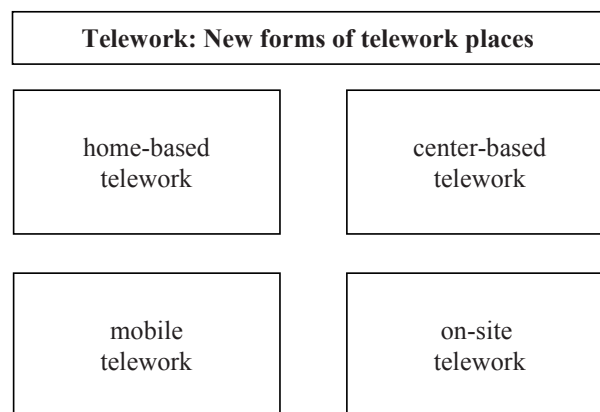 Telework: New forms of telework places
home-based
telework
center-based
telework
mobile
telework
on-site
telework